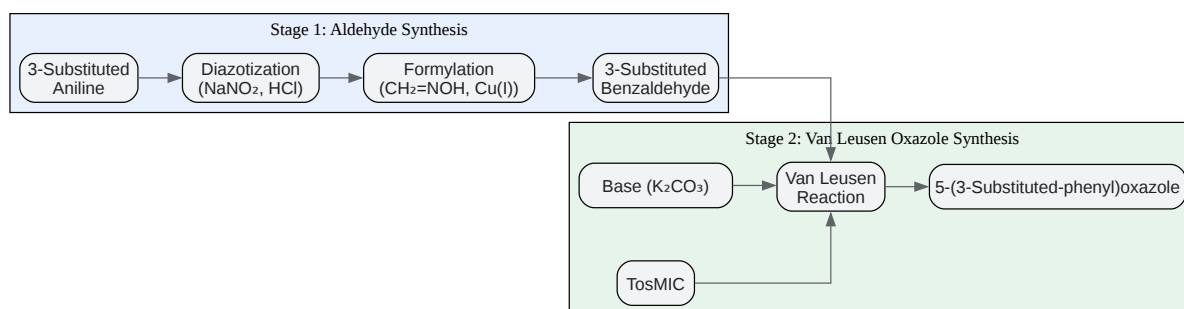 Stage 1: Aldehyde Synthesis
3-Substituted
Aniline
Diazotization
(NaNO₂, HCl)
Formylation
(CH₂=NOH, Cu(I))
3-Substituted
Benzaldehyde
Stage 2: Van Leusen Oxazole Synthesis
Base (K₂CO₃)
Van Leusen
Reaction
5-(3-Substituted-phenyl)oxazole
TosMIC